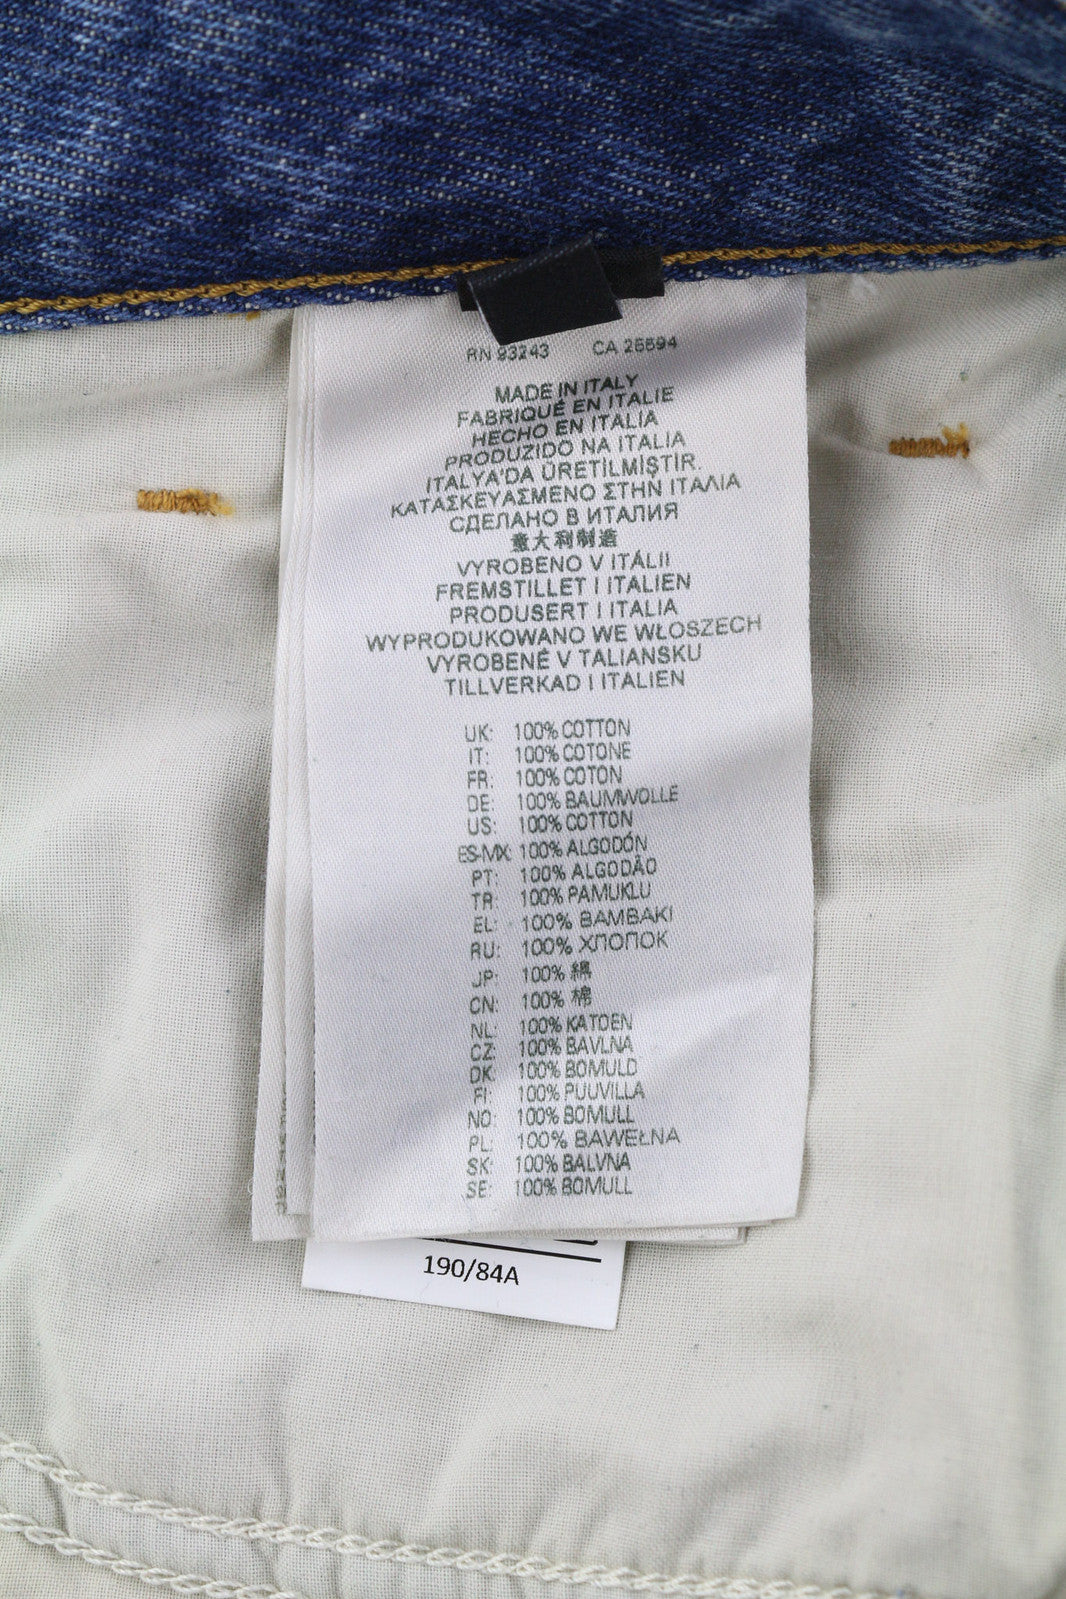 RN 93243 CA 25594
MADE IN ITALY
FABRIQUÉ EN ITALIE
HECHO EN ITALIA
PRODUZIDO NA ITALIA
ITALYA'DA ÜRETİLMİŞTİR.
ΚΑΤΑΣΚΕΥΑΣΜΕΝΟ ΣΤΗΝ ΙΤΑΛΙΑ
СДЕЛАНО В ИТАЛИЯ
意大利制造
VYROBENO V ITÁLII
FREMSTILLET I ITALIEN
PRODUSERT I ITALIA
WYPRODUKOWANO WE WŁOSZECH
VYROBENÉ V TALIANSKU
TILLVERKAD I ITALIEN
UK: 100% COTTON
IT: 100% COTONE
FR: 100% COTON
DE: 100% BAUMWOLLE
US: 100% COTTON
ES-MX: 100% ALGODÓN
PT: 100% ALGODÃO
TR: 100% PAMUKLU
EL: 100% ΒΑΜΒΑΚΙ
RU: 100% ХЛОПОК
JP: 100% 綿
CN: 100% 棉
NL: 100% KATOEN
CZ: 100% BAVLNA
DK: 100% BOMULD
FI: 100% PUUVILLA
NO: 100% BOMULL
PL: 100% BAWEŁNA
SK: 100% BALVNA
SE: 100% BOMULL
190/84A